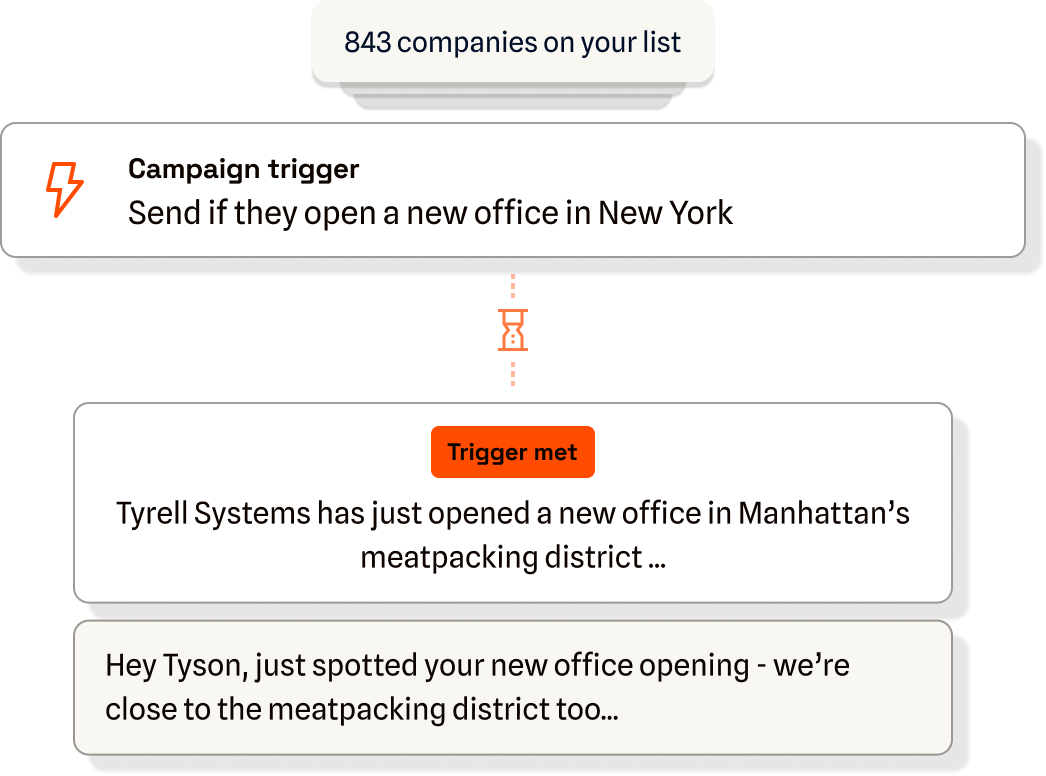 843 companies on your list
Campaign trigger
Send if they open a new office in New York
Trigger met
Tyrell Systems has just opened a new office in Manhattan’s
meatpacking district ...
Hey Tyson, just spotted your new office opening - we’re
close to the meatpacking district too...